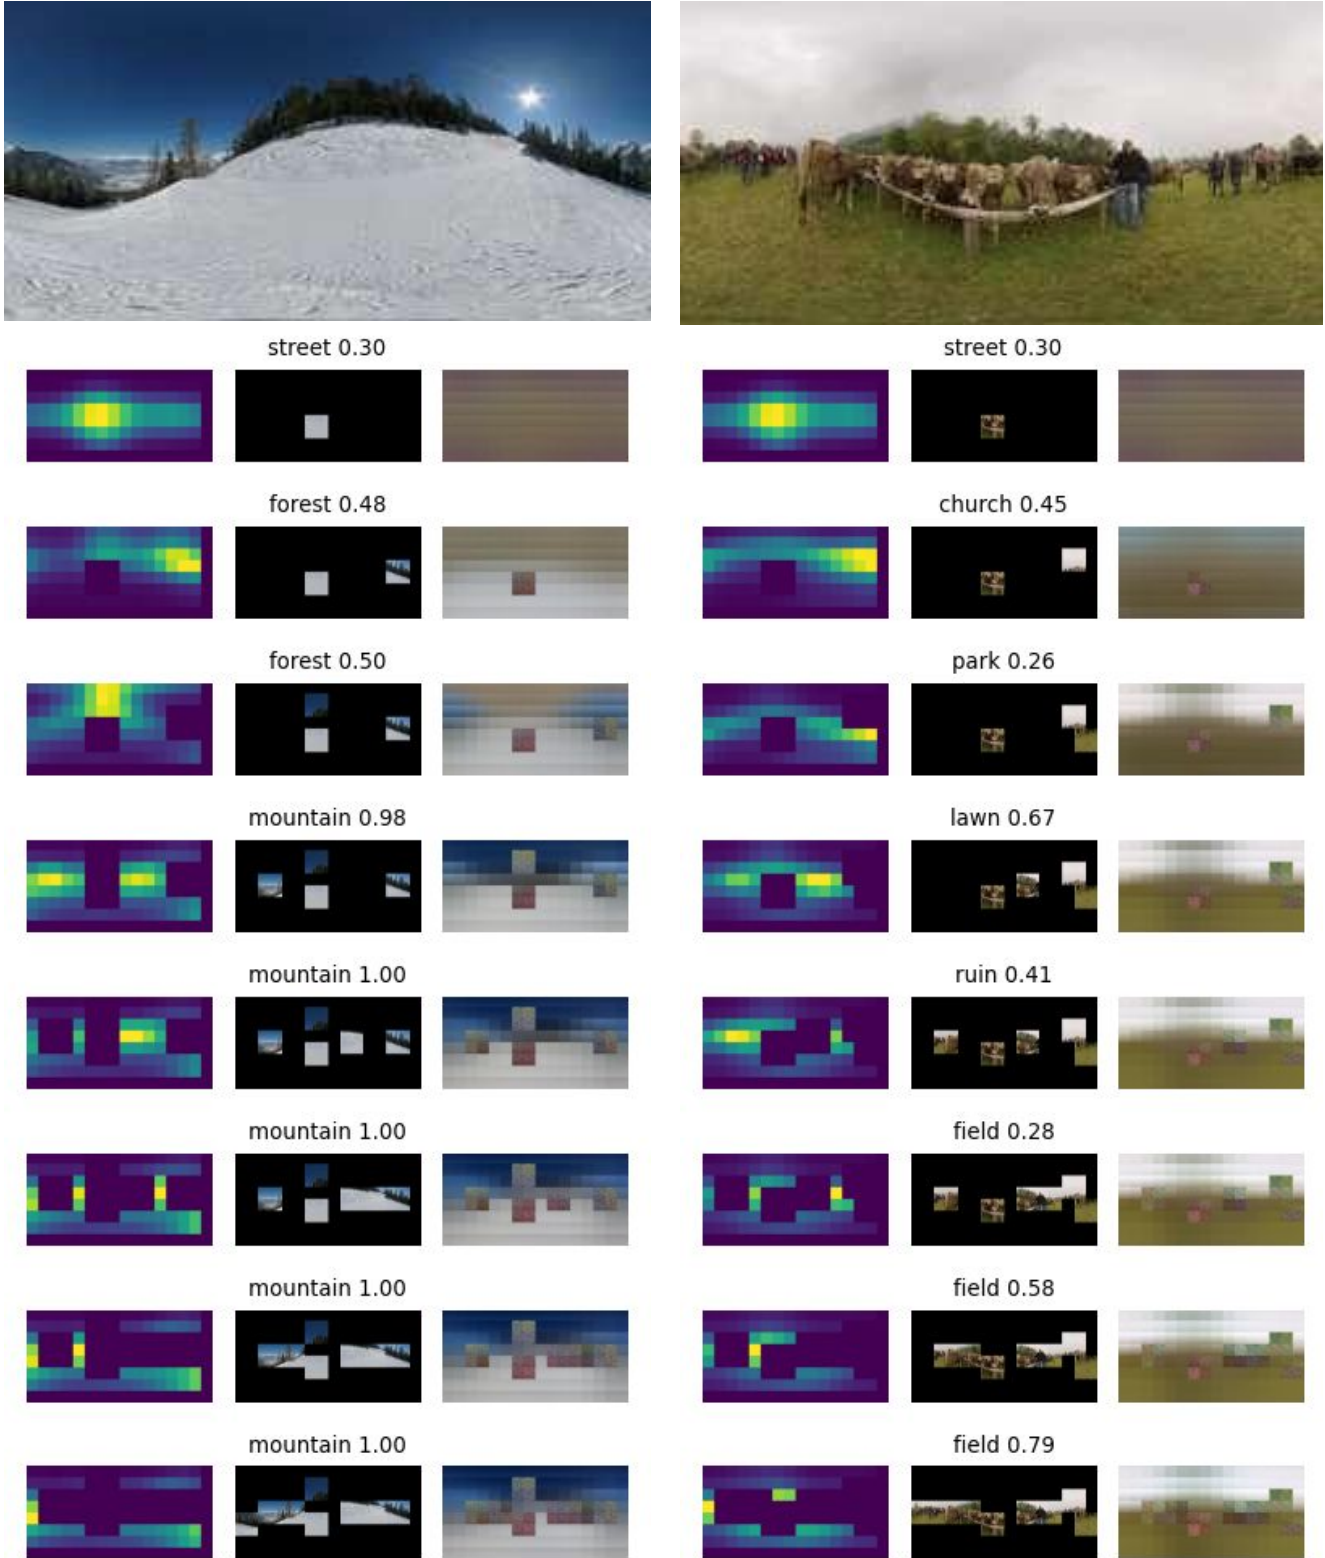 street 0.30
street 0.30
forest 0.48
church 0.45
forest 0.50
park 0.26
mountain 0.98
lawn 0.67
mountain 1.00
ruin 0.41
mountain 1.00
field 0.28
mountain 1.00
field 0.58
mountain 1.00
field 0.79